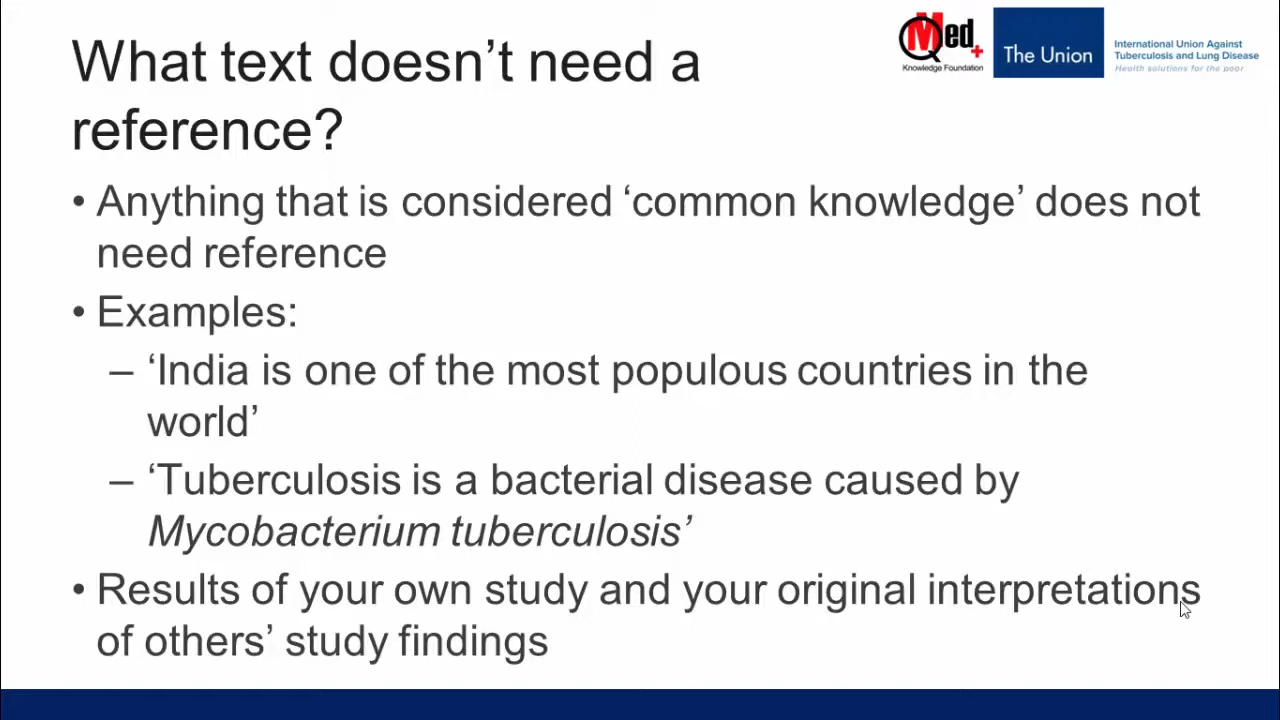 What text doesn’t need a
reference?
QMed+
Knowledge Foundation
The Union
International Union Against
Tuberculosis and Lung Disease
Health solutions for the poor
• Anything that is considered ‘common knowledge’ does not
need reference
• Examples:
– ‘India is one of the most populous countries in the
world’
– ‘Tuberculosis is a bacterial disease caused by
Mycobacterium tuberculosis’
• Results of your own study and your original interpretations
of others’ study findings